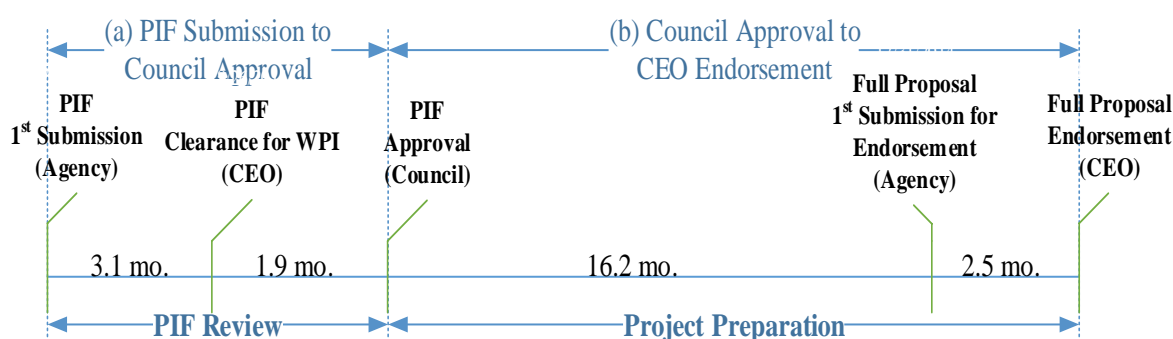 (a) PIF Submission to
Council Approval
(b) Council Approval to
CEO Endorsement
PIF
1st Submission
(Agency)
PIF
Clearance for WPI
(CEO)
PIF
Approval
(Council)
Full Proposal
1st Submission for
Endorsement
(Agency)
Full Proposal
Endorsement
(CEO)
3.1 mo.
1.9 mo.
16.2 mo.
2.5 mo.
PIF Review
Project Preparation